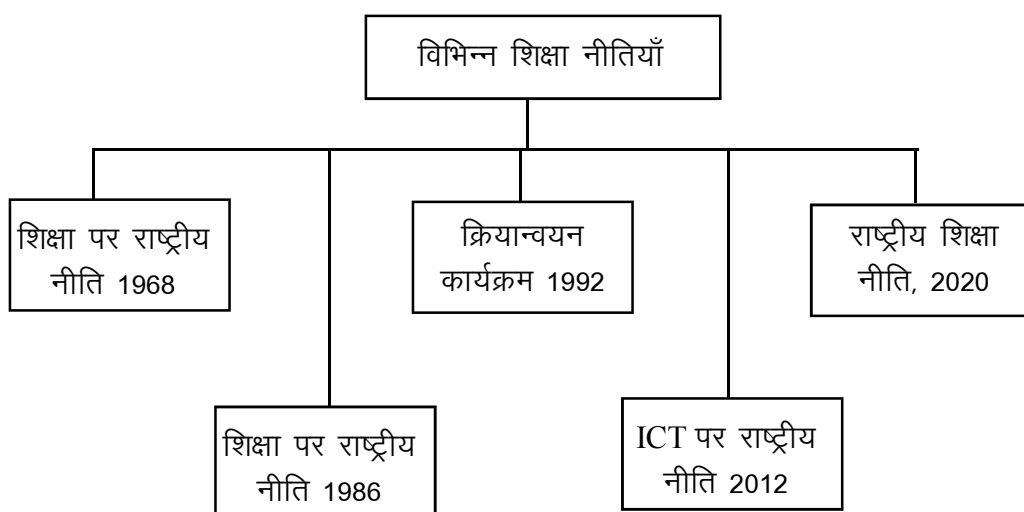 विभिन्न शिक्षा नीतियाँ
शिक्षा पर राष्ट्रीय
नीति 1968
क्रियान्वयन
कार्यक्रम 1992
राष्ट्रीय शिक्षा
नीति, 2020
शिक्षा पर राष्ट्रीय
नीति 1986
ICT पर राष्ट्रीय
नीति 2012